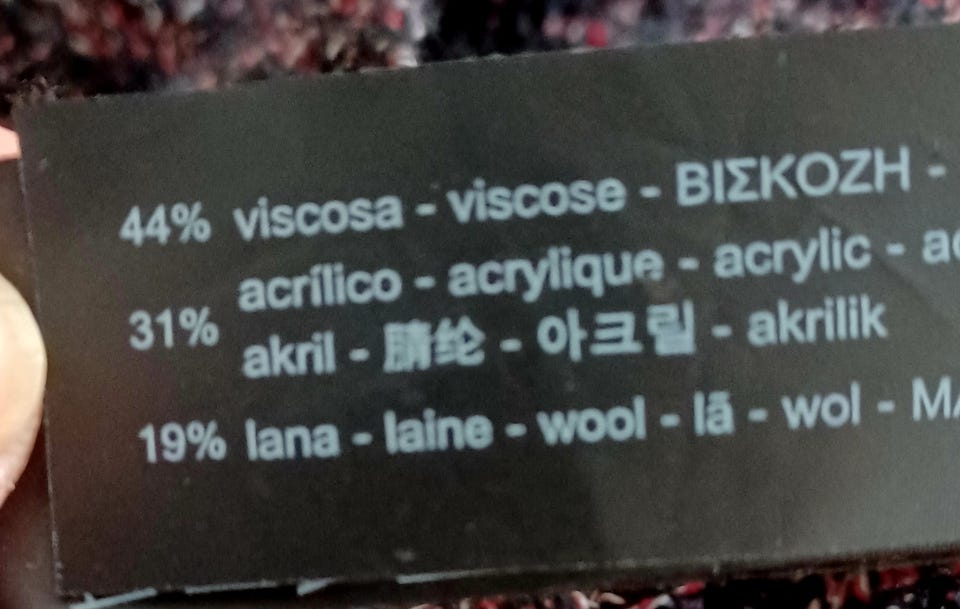 44% viscosa - viscose - ΒΙΣΚΟΖΗ -
acrílico - acrylique - acrylic -
31%
akril - 腈纶 - 아크릴 - akrilik
19% lana - laine - wool - lã - wol -